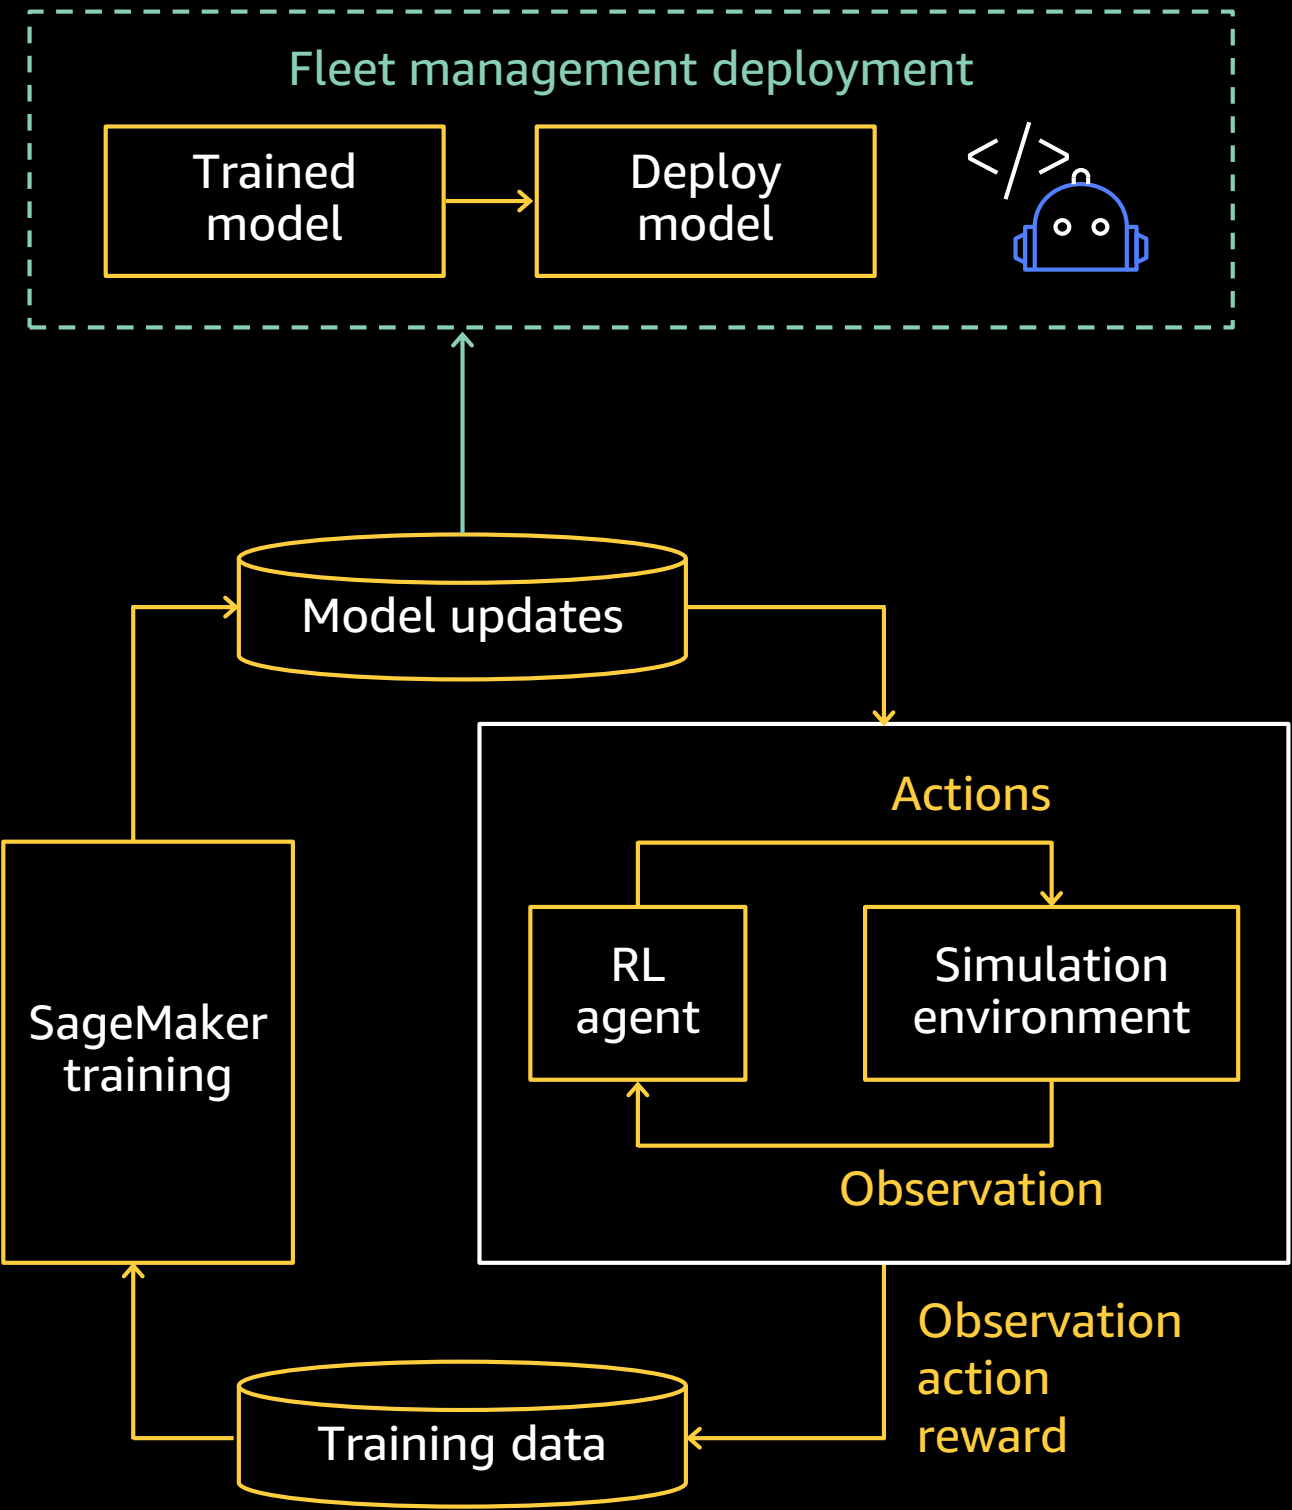 Fleet management deployment
Trained
model
Deploy
model
</>
Model updates
Actions
RL
agent
Simulation
environment
SageMaker
training
Observation
Observation
action
reward
Training data